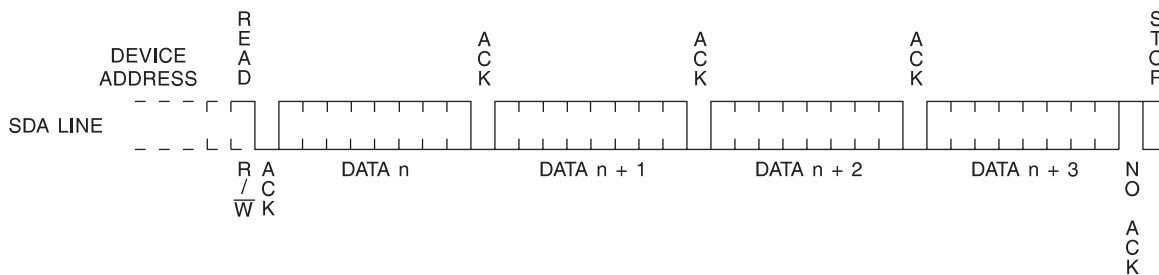 READ
ACK
ACK
ACK
STOP
DEVICE
ADDRESS
SDA LINE
R/W
ACK
DATA n
DATA n + 1
DATA n + 2
DATA n + 3
NO ACK